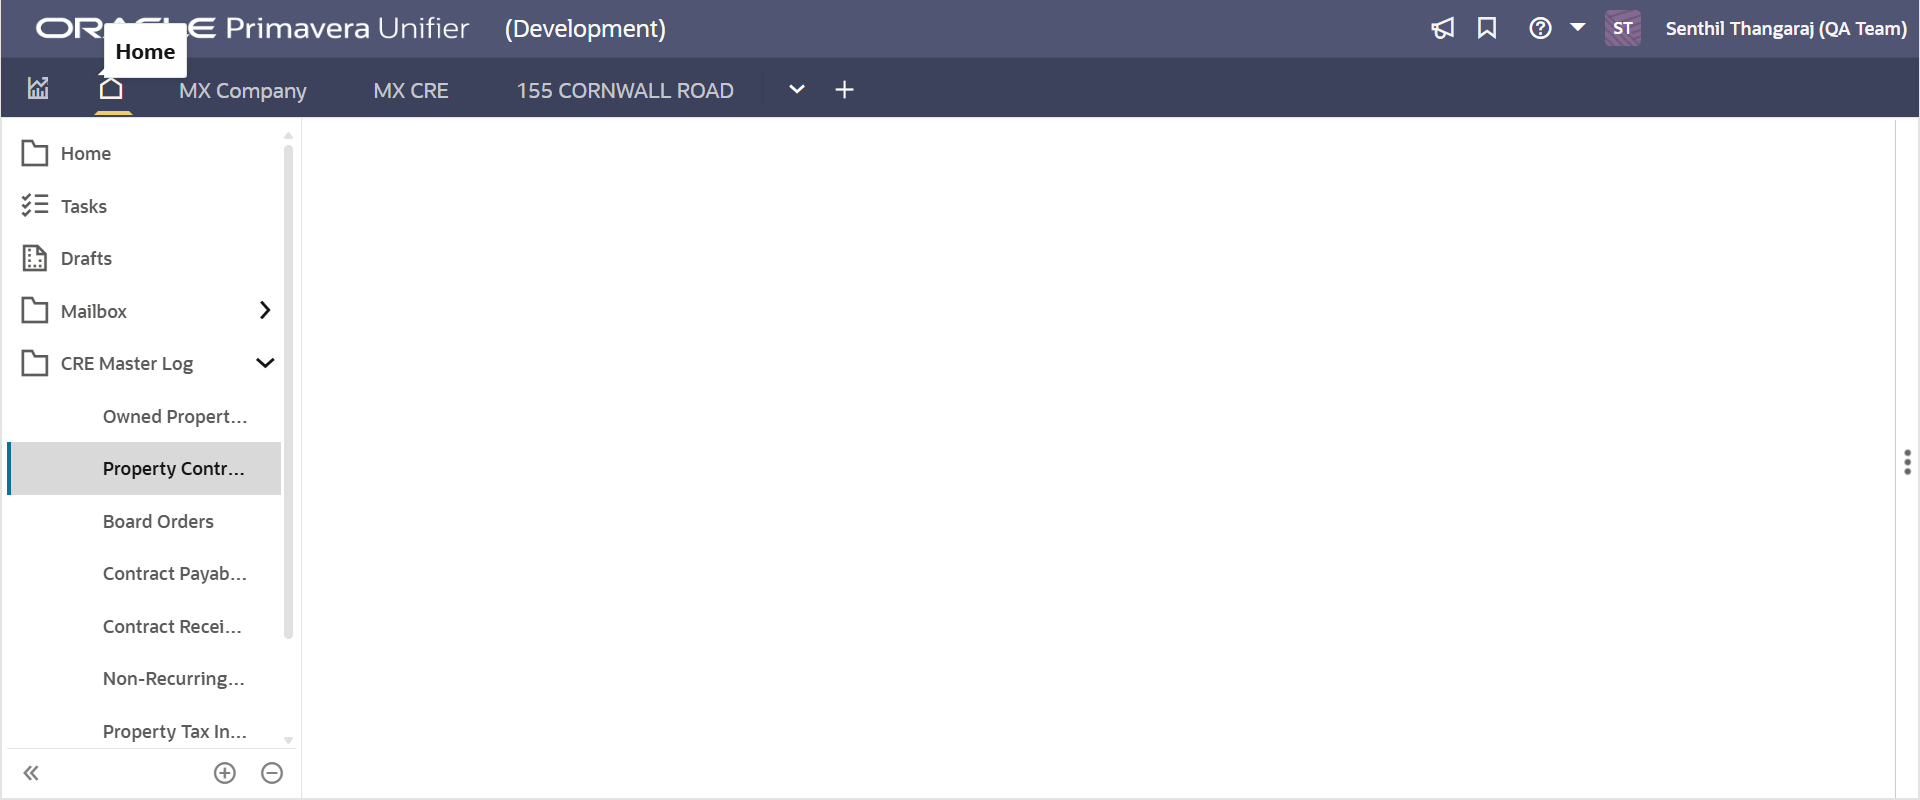 ORACLE Primavera Unifier (Development)
Home
ST
Senthil Thangaraj (QA Team)
MX Company
MX CRE
155 CORNWALL ROAD
Home
Tasks
Drafts
Mailbox
CRE Master Log
Owned Propert...
Property Contr...
Board Orders
Contract Payab...
Contract Recei...
Non-Recurring...
Property Tax In...